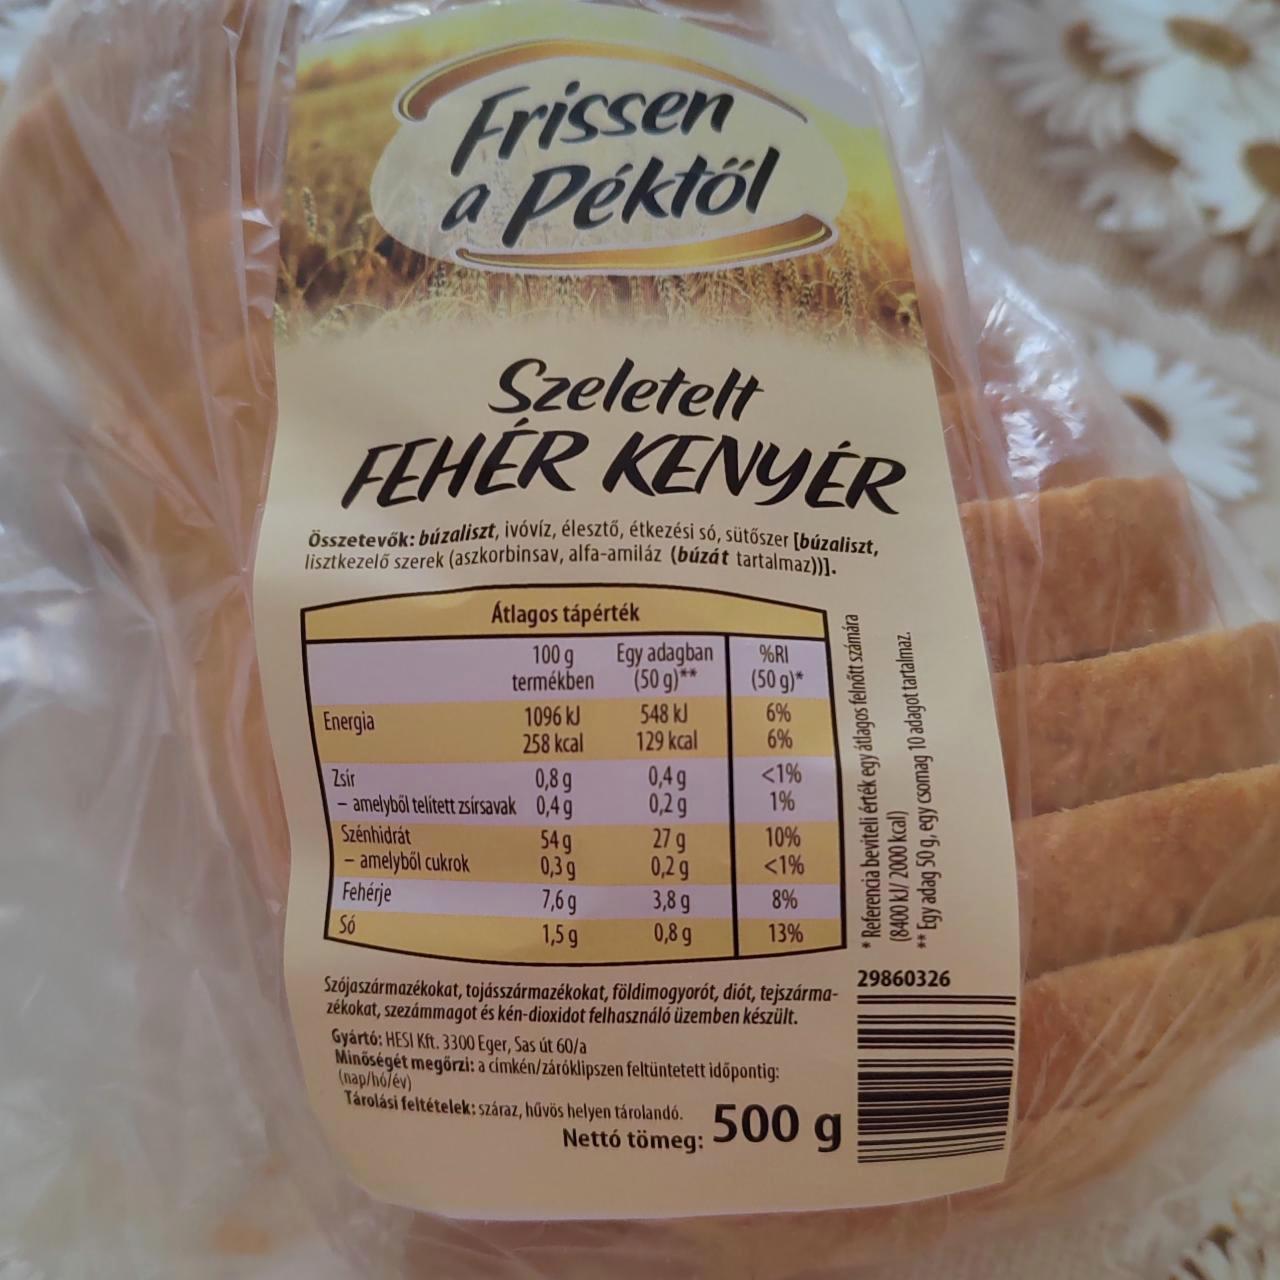 Frissen
a Péktől
Szeletelt
FEHÉR KENYÉR
Összetevők: búzaliszt, ivóvíz, élesztő, étkezési só, sütőszer [búzaliszt,
lisztkezelő szerek (aszkorbinsav, alfa-amiláz (búzát tartalmaz))].
Átlagos tápérték
100 g termékben Egy adagban (50 g)** %RI (50 g)*
Energia 1096 kJ 548 kJ 6%
258 kcal 129 kcal 6%
Zsír 0,8 g 0,4 g <1%
– amelyből telített zsírsavak 0,4 g 0,2 g 1%
Szénhidrát 54 g 27 g 10%
– amelyből cukrok 0,3 g 0,2 g <1%
Fehérje 7,6 g 3,8 g 8%
Só 1,5 g 0,8 g 13%
* Referencia beviteli érték egy átlagos felnőtt számára
(8400 kJ/ 2000 kcal)
** Egy adag 50 g, egy csomag 10 adagot tartalmaz.
29860326
Szójaszármazékokat, tojásszármazékokat, földimogyorót, diót, tejszárma-
zékokat, szezámmagot és kén-dioxidot felhasználó üzemben készült.
Gyártó: HESI Kft. 3300 Eger, Sas út 60/a
Minőségét megőrzi: a címkén/záróklipszen feltüntetett időpontig:
(nap/hó/év)
Tárolási feltételek: száraz, hűvös helyen tárolandó.
Nettó tömeg: 500 g